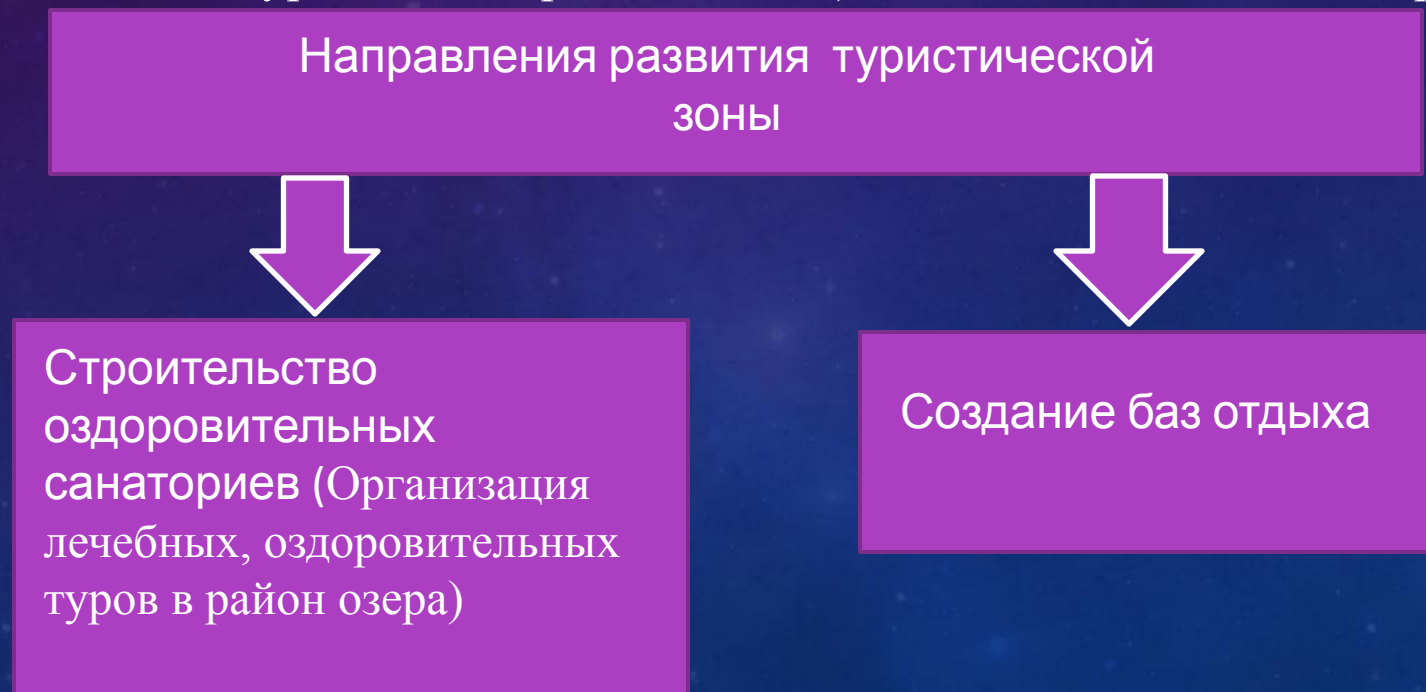 Направления развития туристической
зоны
Строительство
оздоровительных
санаториев (Организация
лечебных, оздоровительных
туров в район озера)
Создание баз отдыха